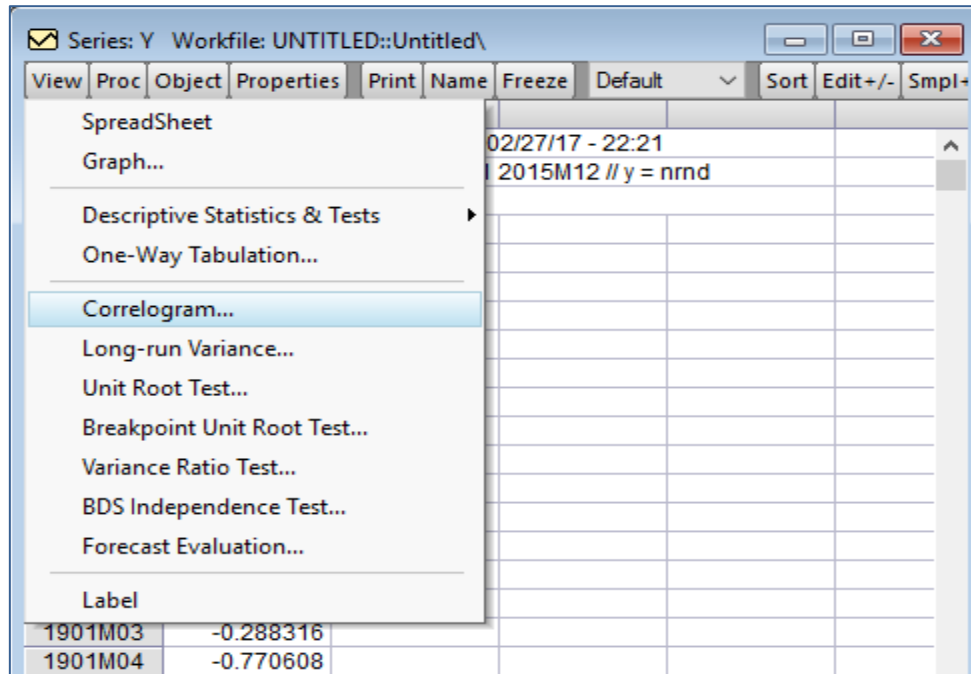 Series: Y Workfile: UNTITLED::Untitled\
View Proc Object Properties Print Name Freeze Default Sort Edit+/- Smpl+
SpreadSheet
02/27/17 - 22:21
Graph...
2015M12 // y = nrnd
Descriptive Statistics & Tests
One-Way Tabulation...
Correlogram...
Long-run Variance...
Unit Root Test...
Breakpoint Unit Root Test...
Variance Ratio Test...
BDS Independence Test...
Forecast Evaluation...
Label
1901M03 -0.288316
1901M04 -0.770608